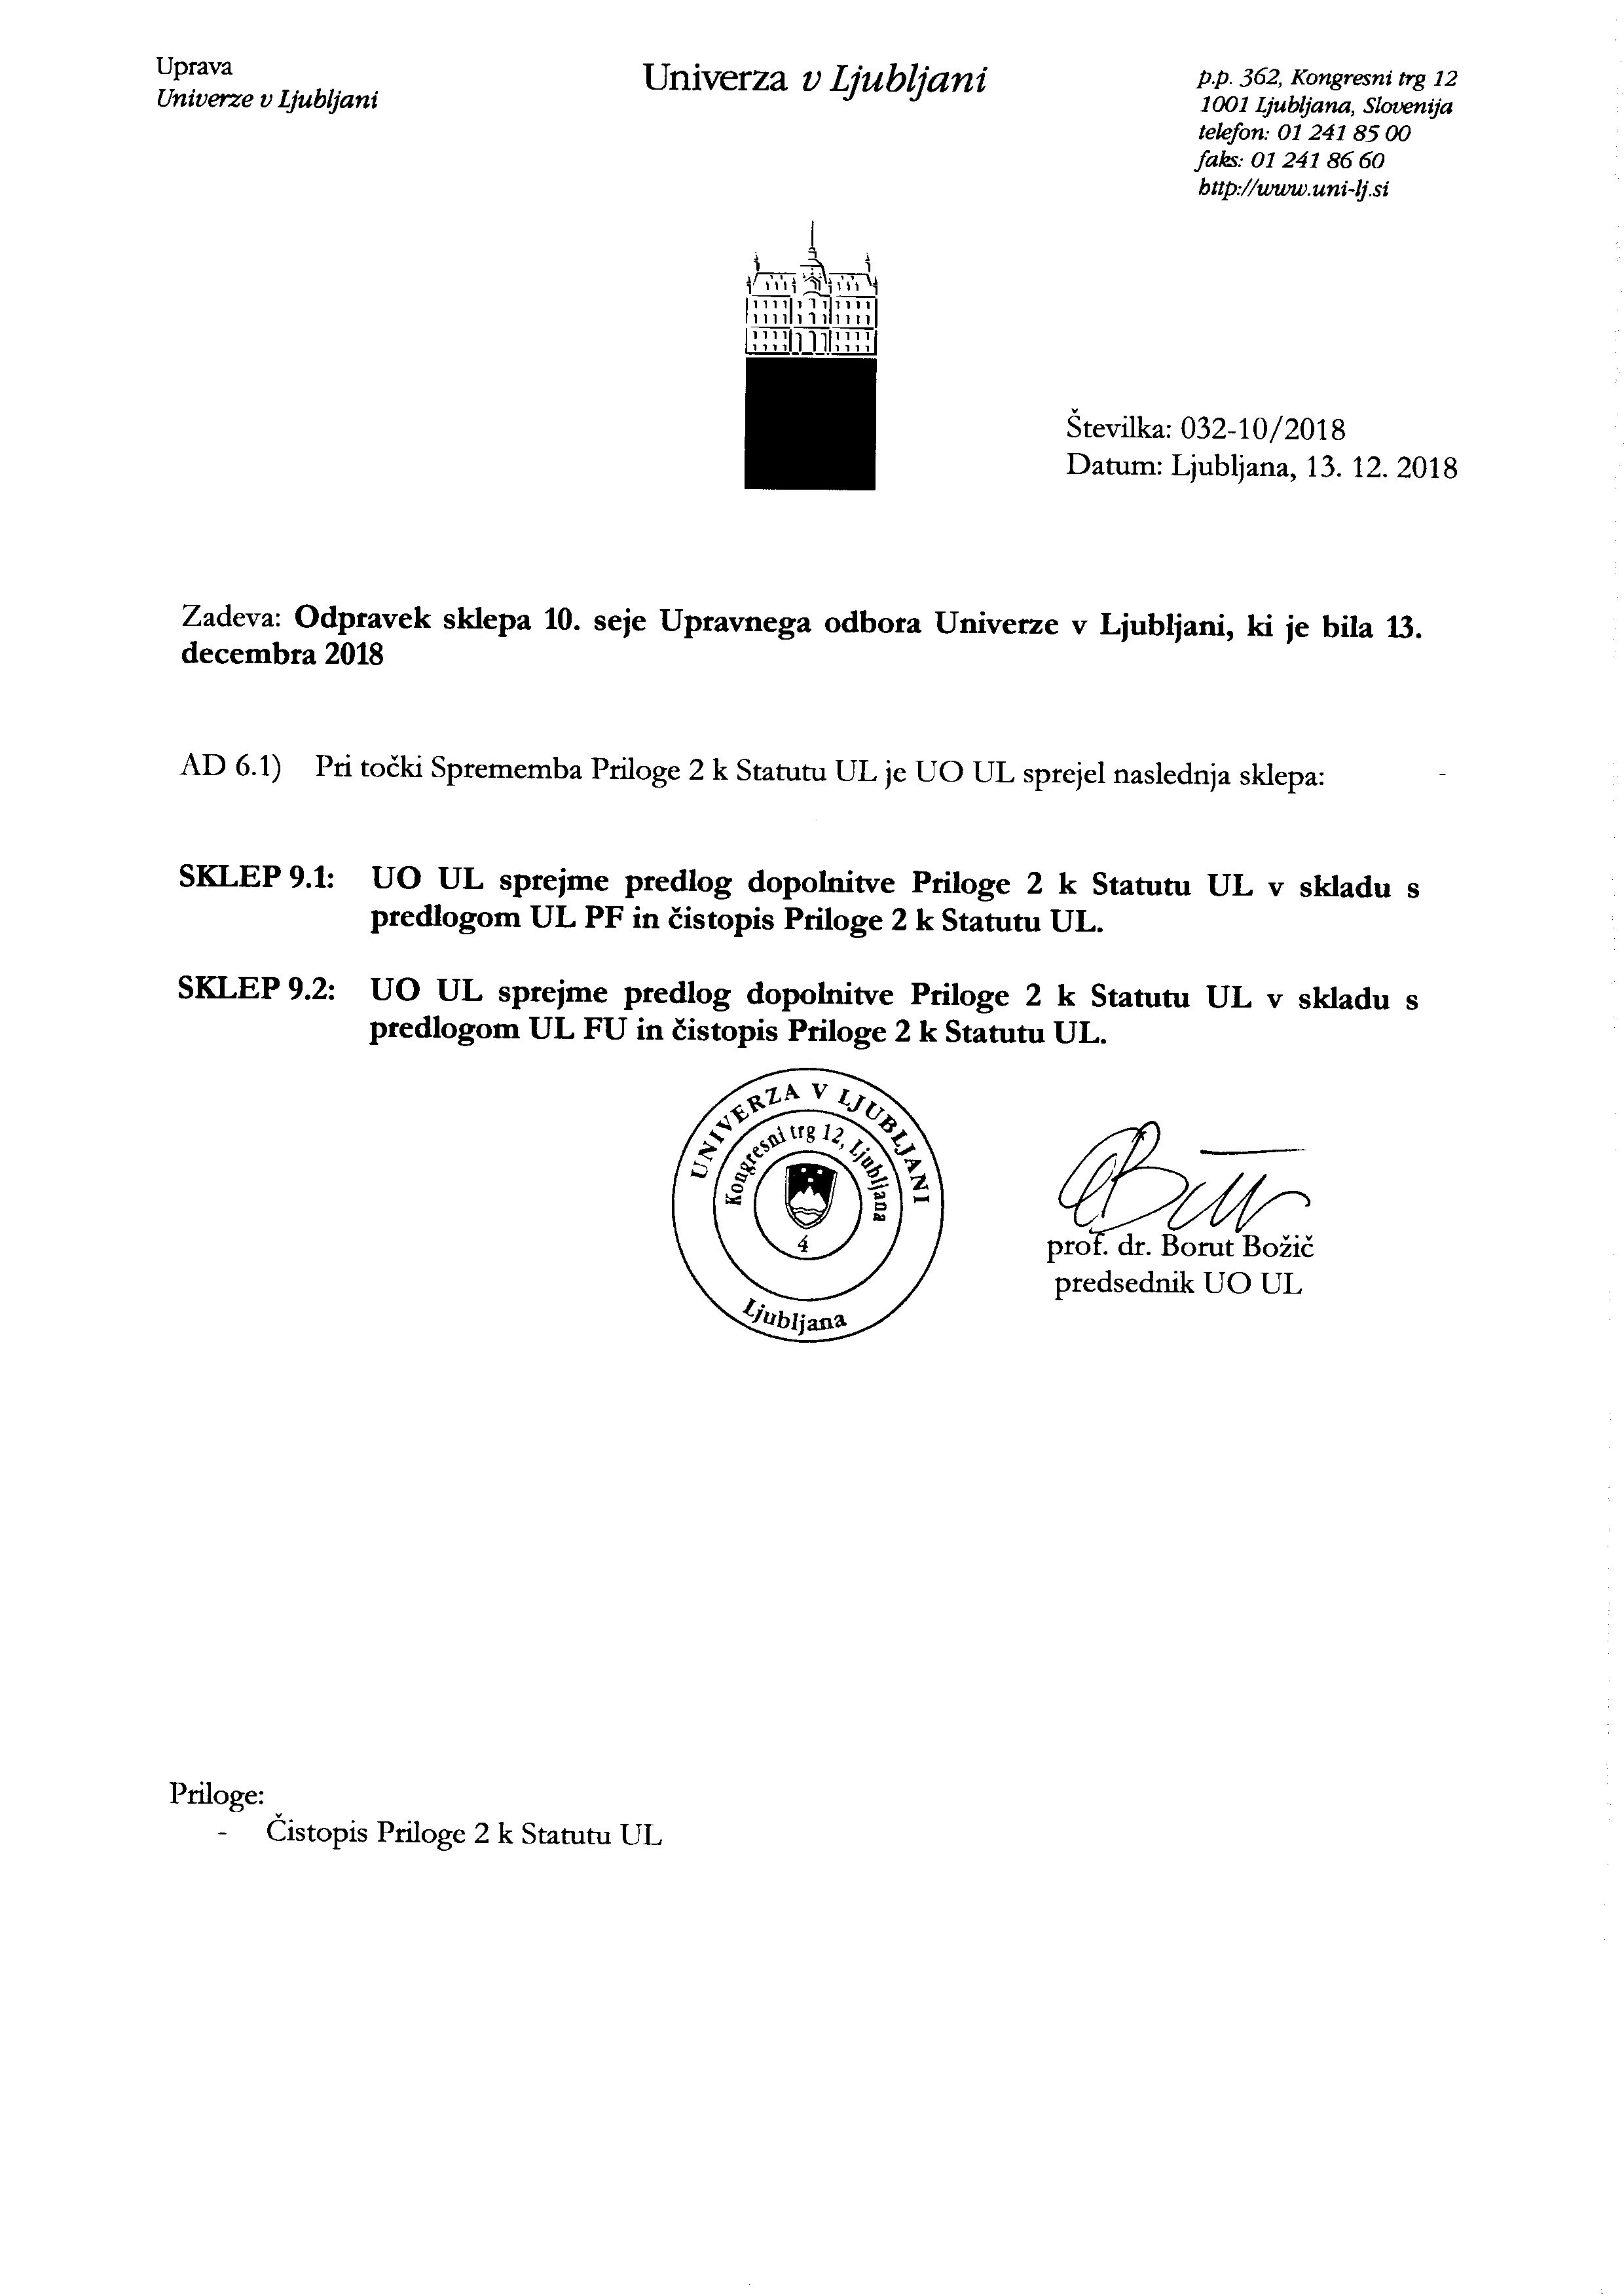 Uprava
Univerze v Ljubljani
Univerza v Ljubljani
p.p. 362, Kongresni trg 12
1001 Ljubljana, Slovenija
telefon: 01 241 85 00
faks: 01 241 86 60
http://www.uni-lj.si
Številka: 032-10/2018
Datum: Ljubljana, 13. 12. 2018
Zadeva: Odpravek sklepa 10. seje Upravnega odbora Univerze v Ljubljani, ki je bila 13.
decembra 2018
AD 6.1) Pri točki Sprememba Priloge 2 k Statutu UL je UO UL sprejel naslednja sklepa:
SKLEP 9.1: UO UL sprejme predlog dopolnitve Priloge 2 k Statutu UL v skladu s
predlogom UL PF in čistopis Priloge 2 k Statutu UL.
SKLEP 9.2: UO UL sprejme predlog dopolnitve Priloge 2 k Statutu UL v skladu s
predlogom UL FU in čistopis Priloge 2 k Statutu UL.
UNIVERZA V LJUBLJANI
Kongresni trg 12, Ljubljana
4
Ljubljana
prof. dr. Borut Božič
predsednik UO UL
Priloge:
- Čistopis Priloge 2 k Statutu UL